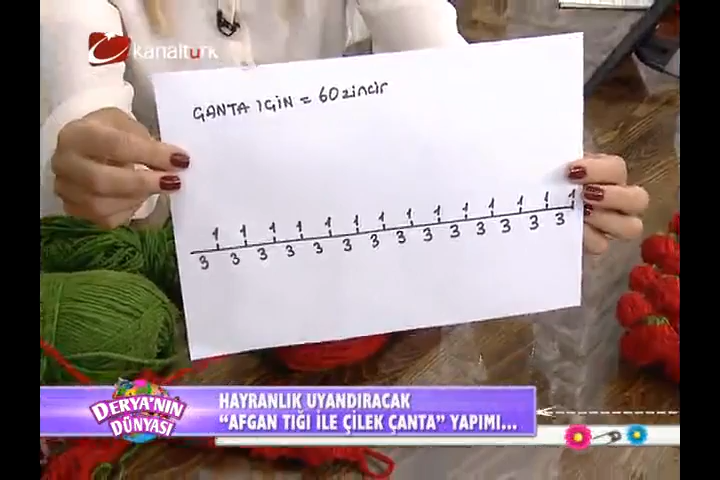 kanaltürk
ÇANTA İÇİN = 60 zincir
1 1 1 1 1 1 1 1 1 1 1 1 1 1
3 3 3 3 3 3 3 3 3 3 3 3 3 3
DERYA'NIN
DÜNYASI
HAYRANLIK UYANDIRACAK
“AFGAN TIĞI İLE ÇİLEK ÇANTA” YAPIMI...